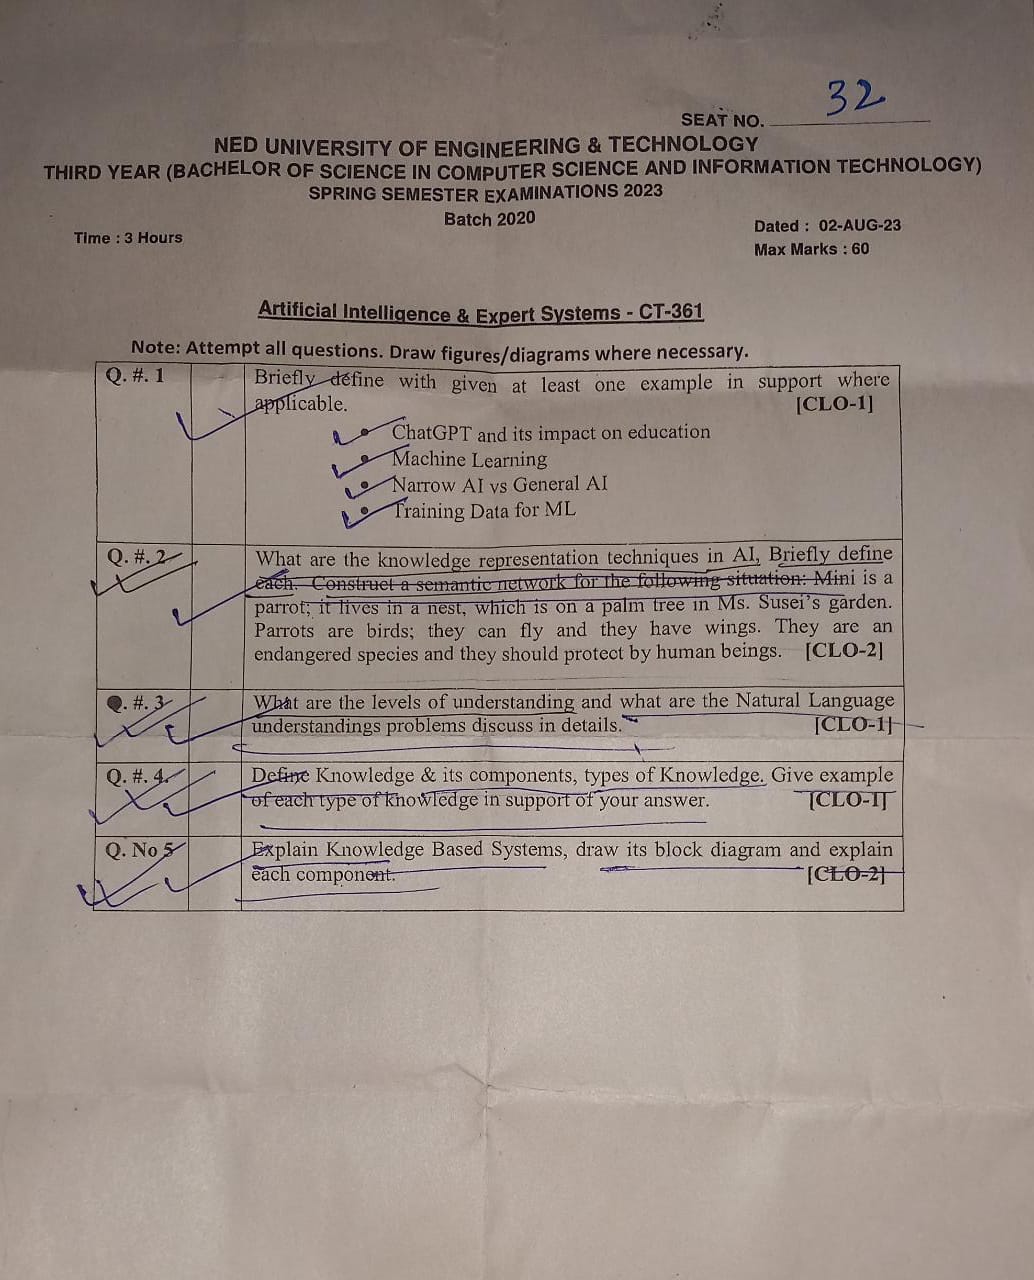 SEAT NO. 32
NED UNIVERSITY OF ENGINEERING & TECHNOLOGY
THIRD YEAR (BACHELOR OF SCIENCE IN COMPUTER SCIENCE AND INFORMATION TECHNOLOGY)
SPRING SEMESTER EXAMINATIONS 2023
Batch 2020
Time : 3 Hours
Dated : 02-AUG-23
Max Marks : 60
Artificial Intelligence & Expert Systems - CT-361
Note: Attempt all questions. Draw figures/diagrams where necessary.
Q. #. 1 Briefly define with given at least one example in support where
applicable. [CLO-1]
• ChatGPT and its impact on education
• Machine Learning
• Narrow AI vs General AI
• Training Data for ML
Q. #. 2 What are the knowledge representation techniques in AI, Briefly define
each. Construct a semantic network for the following situation: Mini is a
parrot; it lives in a nest, which is on a palm tree in Ms. Susei's garden.
Parrots are birds; they can fly and they have wings. They are an
endangered species and they should protect by human beings. [CLO-2]
Q. #. 3 What are the levels of understanding and what are the Natural Language
understandings problems discuss in details. [CLO-1]
Q. #. 4. Define Knowledge & its components, types of Knowledge. Give example
of each type of knowledge in support of your answer. [CLO-1]
Q. No 5 Explain Knowledge Based Systems, draw its block diagram and explain
each component. [CLO-2]